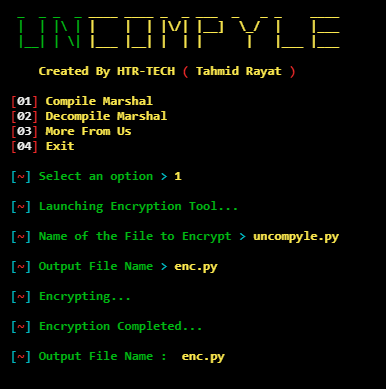 UNCOMPYLE
Created By HTR-TECH ( Tahmid Rayat )
[01] Compile Marshal
[02] Decompile Marshal
[03] More From Us
[04] Exit
[~] Select an option > 1
[~] Launching Encryption Tool...
[~] Name of the File to Encrypt > uncompyle.py
[~] Output File Name > enc.py
[~] Encrypting...
[~] Encryption Completed...
[~] Output File Name :  enc.py